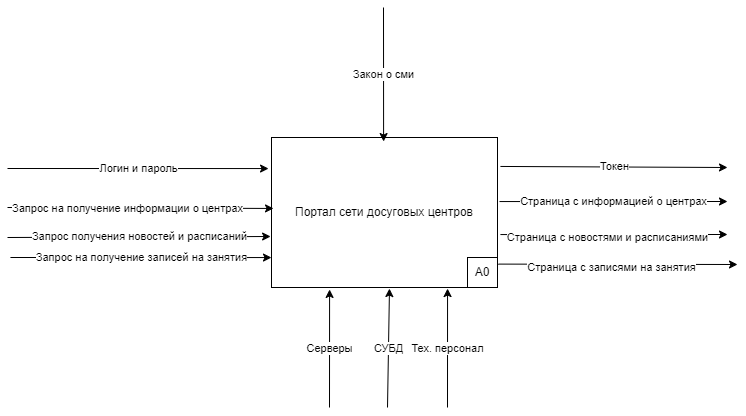 Закон о сми
Логин и пароль
Запрос на получение информации о центрах
Запрос получения новостей и расписаний
Запрос на получение записей на занятия
Портал сети досуговых центров
A0
Токен
Страница с информацией о центрах
Страница с новостями и расписаниями
Страница с записями на занятия
Серверы
СУБД
Тех. персонал